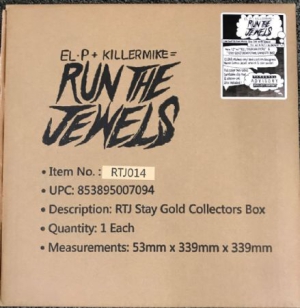 EL-P + KILLERMIKE =
RUN THE
JEWELS
RUN THE
JEWELS
• Item No. : RTJ014
• UPC: 853895007094
• Description: RTJ Stay Gold Collectors Box
• Quantity: 1 Each
• Measurements: 53mm x 339mm x 339mm